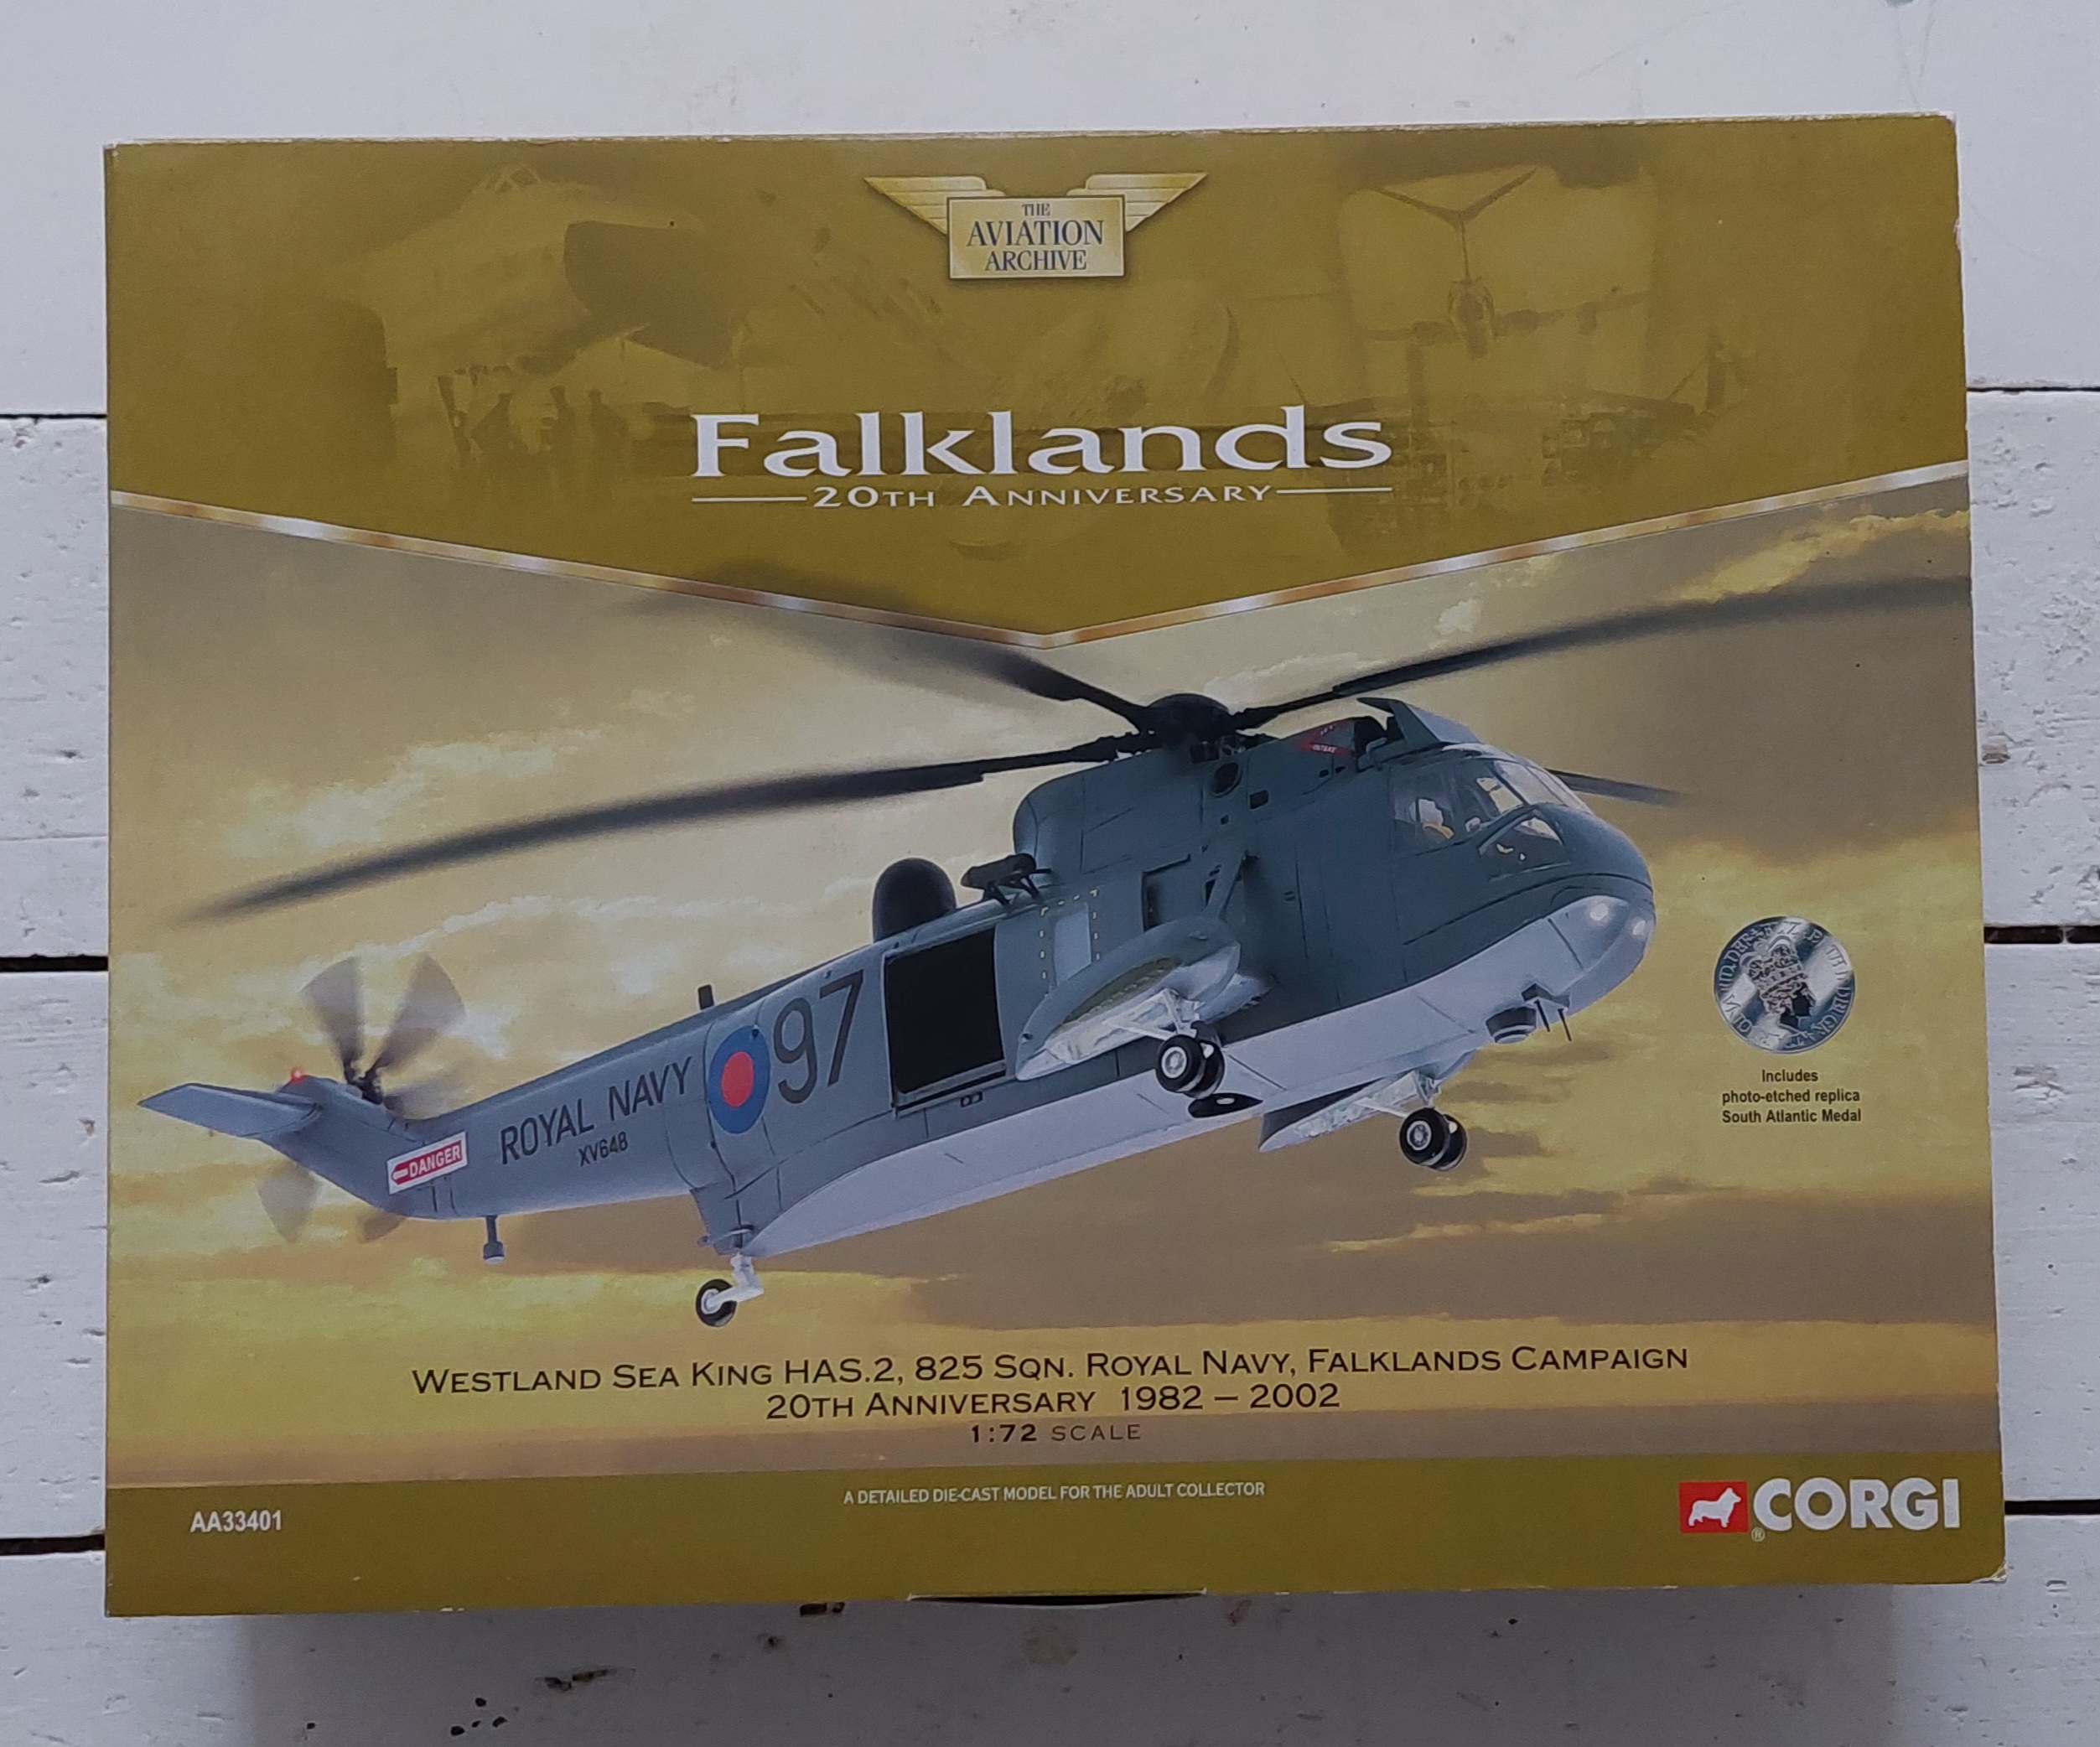 THE
AVIATION
ARCHIVE
Falklands
20TH ANNIVERSARY
97
ROYAL NAVY
XV648
DANGER
Includes
photo-etched replica
South Atlantic Medal
WESTLAND SEA KING HAS.2, 825 SQN. ROYAL NAVY, FALKLANDS CAMPAIGN
20TH ANNIVERSARY 1982 – 2002
1:72 SCALE
A DETAILED DIE-CAST MODEL FOR THE ADULT COLLECTOR
AA33401
CORGI®